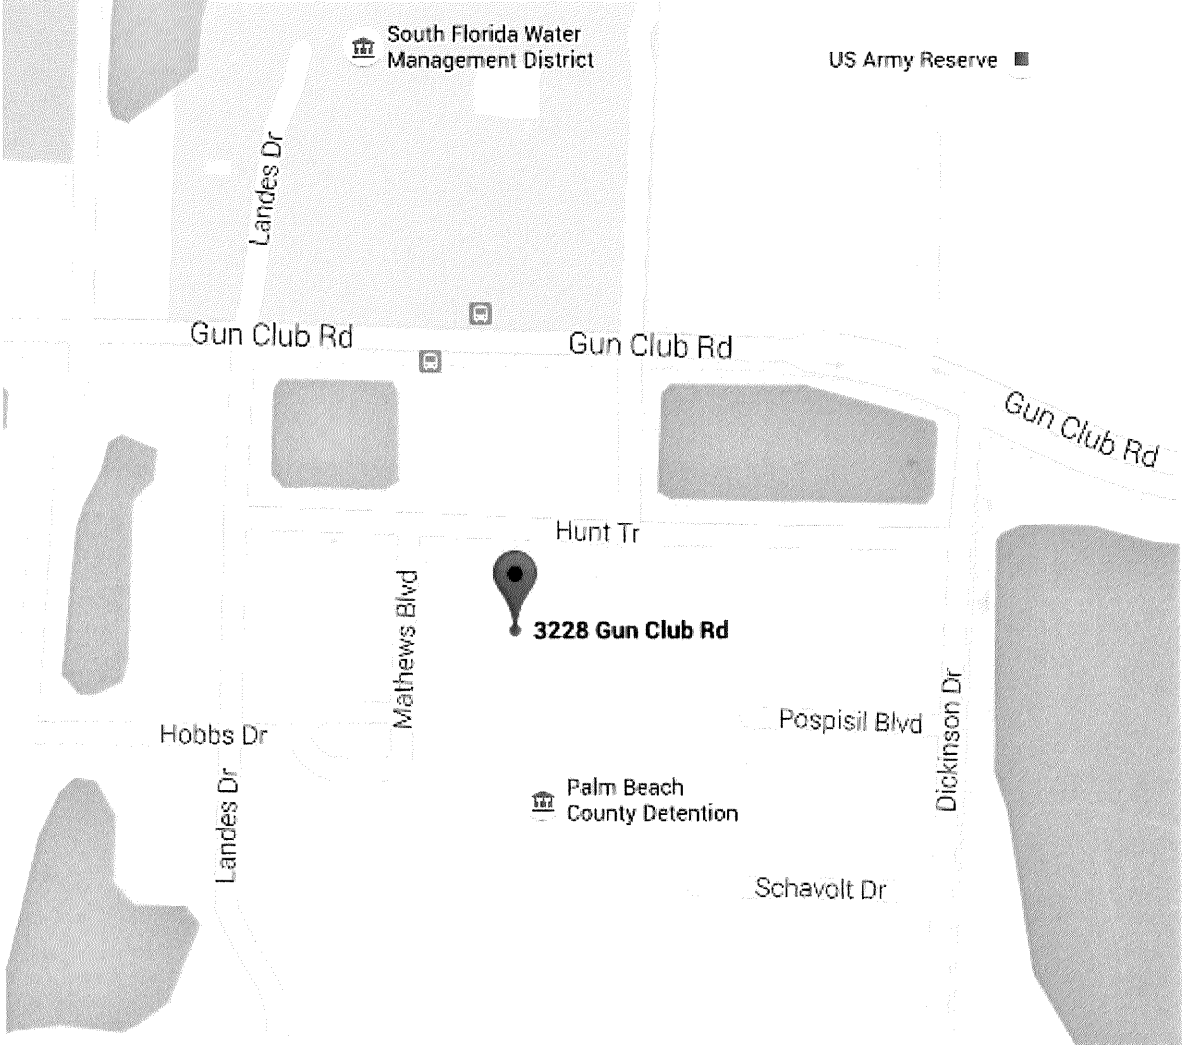 South Florida Water
Management District
US Army Reserve
Landes Dr
Gun Club Rd
Gun Club Rd
Gun Club Rd
Hunt Tr
Mathews Blvd
3228 Gun Club Rd
Dickinson Dr
Pospisil Blvd
Hobbs Dr
Landes Dr
Palm Beach
County Detention
Schavolt Dr